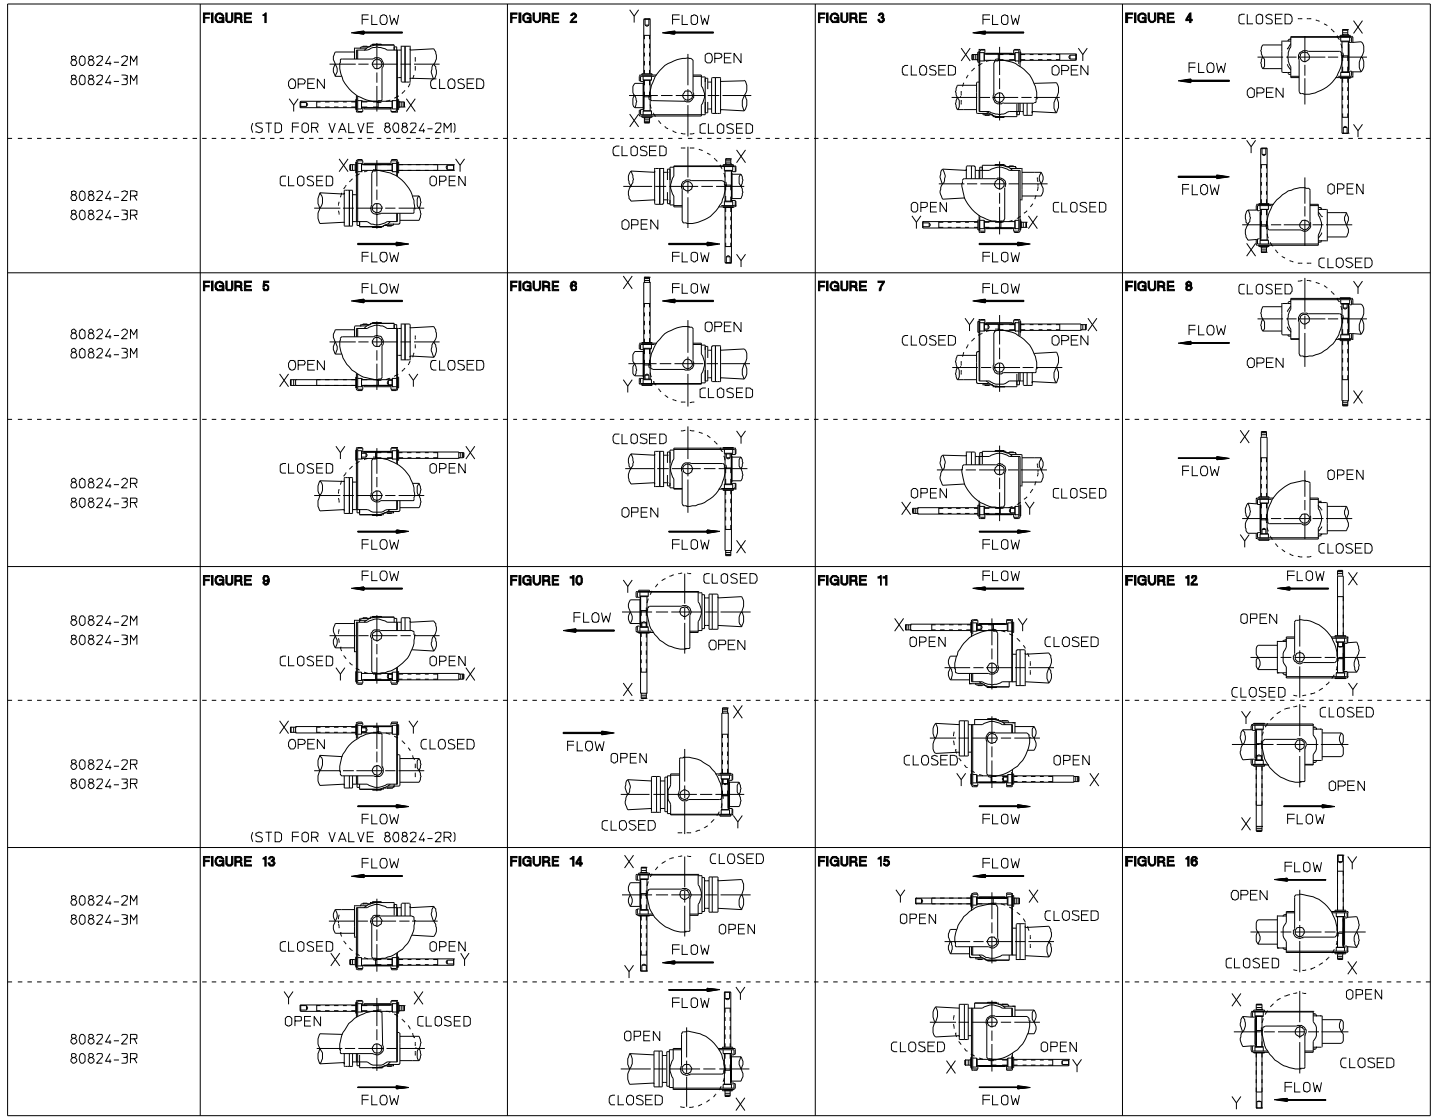 80824-2M
80824-3M
FIGURE 1
FLOW
OPEN
CLOSED
Y
X
(STD FOR VALVE 80824-2M)
FIGURE 2
Y
FLOW
OPEN
X
CLOSED
FIGURE 3
FLOW
X
Y
CLOSED
OPEN
FIGURE 4
CLOSED
X
FLOW
OPEN
Y
80824-2R
80824-3R
X
Y
CLOSED
OPEN
FLOW
CLOSED
X
OPEN
FLOW
Y
OPEN
CLOSED
Y
X
FLOW
Y
FLOW
OPEN
X
CLOSED
80824-2M
80824-3M
FIGURE 5
FLOW
OPEN
CLOSED
X
Y
FIGURE 6
X
FLOW
OPEN
Y
CLOSED
FIGURE 7
FLOW
Y
X
CLOSED
OPEN
FIGURE 8
CLOSED
Y
FLOW
OPEN
X
80824-2R
80824-3R
Y
X
CLOSED
OPEN
FLOW
CLOSED
Y
OPEN
FLOW
X
OPEN
CLOSED
X
Y
FLOW
X
FLOW
OPEN
Y
CLOSED
80824-2M
80824-3M
FIGURE 9
FLOW
CLOSED
OPEN
Y
X
FIGURE 10
Y
CLOSED
FLOW
OPEN
X
FIGURE 11
FLOW
X
Y
OPEN
CLOSED
FIGURE 12
FLOW
X
OPEN
CLOSED
Y
80824-2R
80824-3R
X
Y
OPEN
CLOSED
FLOW
(STD FOR VALVE 80824-2R)
X
FLOW
OPEN
CLOSED
Y
CLOSED
OPEN
Y
X
FLOW
Y
CLOSED
OPEN
X
FLOW
80824-2M
80824-3M
FIGURE 13
FLOW
CLOSED
OPEN
X
Y
FIGURE 14
X
CLOSED
OPEN
FLOW
Y
FIGURE 15
FLOW
Y
X
OPEN
CLOSED
FIGURE 16
FLOW
Y
OPEN
CLOSED
X
80824-2R
80824-3R
Y
X
OPEN
CLOSED
FLOW
FLOW
Y
OPEN
CLOSED
X
CLOSED
OPEN
X
Y
FLOW
X
OPEN
CLOSED
FLOW
Y